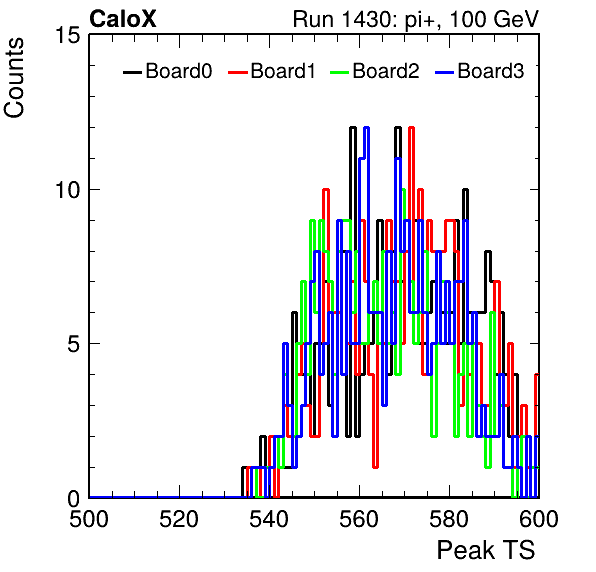 CaloX Run 1430: pi+, 100 GeV
Counts
Board0 Board1 Board2 Board3
15
10
5
0
500 520 540 560 580 600
Peak TS